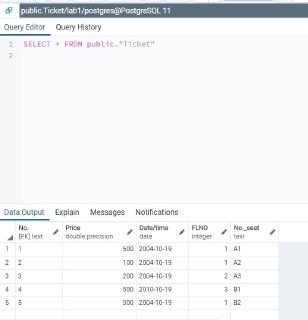 public.Ticket/lab1/postgres@PostgreSQL 11
Query Editor Query History
1 SELECT * FROM public."Ticket"
2
Data Output Explain Messages Notifications
No. Price Date/time FLNO No._seat
[PK] text double precision date integer text
1 1 500 2004-10-19 1 A1
2 2 100 2004-10-19 1 A2
3 3 200 2004-10-19 2 A3
4 4 500 2010-10-19 3 B1
5 5 300 2004-10-19 1 B2